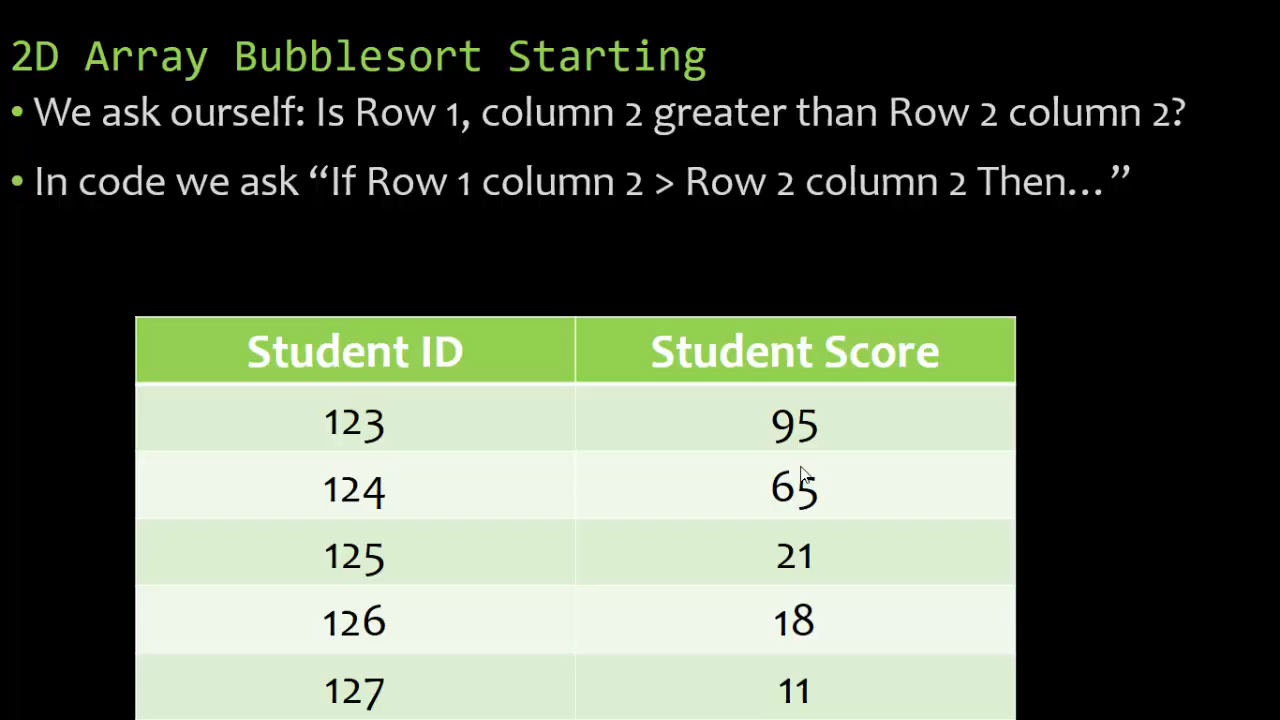 2D Array Bubblesort Starting
• We ask ourself: Is Row 1, column 2 greater than Row 2 column 2?
• In code we ask “If Row 1 column 2 > Row 2 column 2 Then…”
Student ID Student Score
123 95
124 65
125 21
126 18
127 11